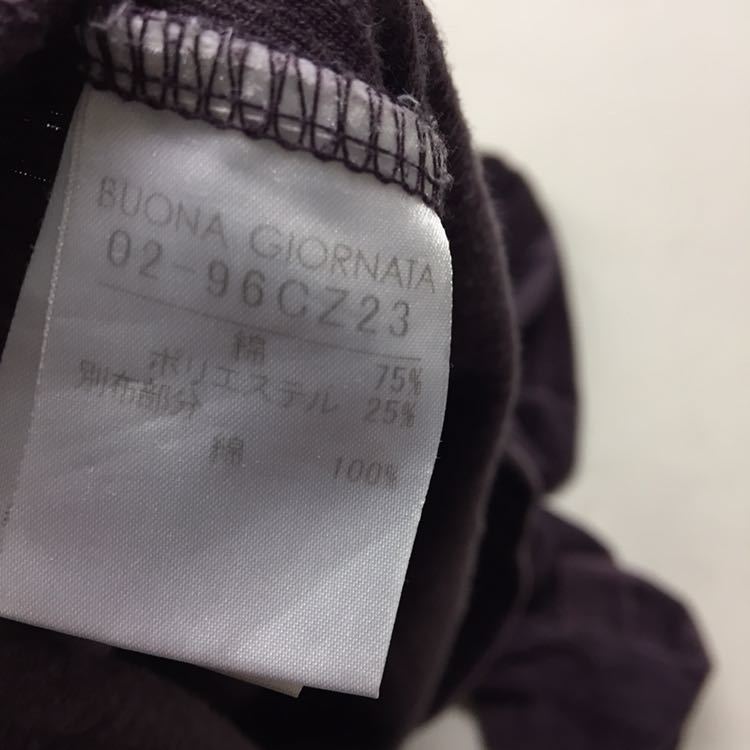 BUONA GIORNATA
02-96CZ23
綿 75%
ポリエステル 25%
別布部分
綿 100%